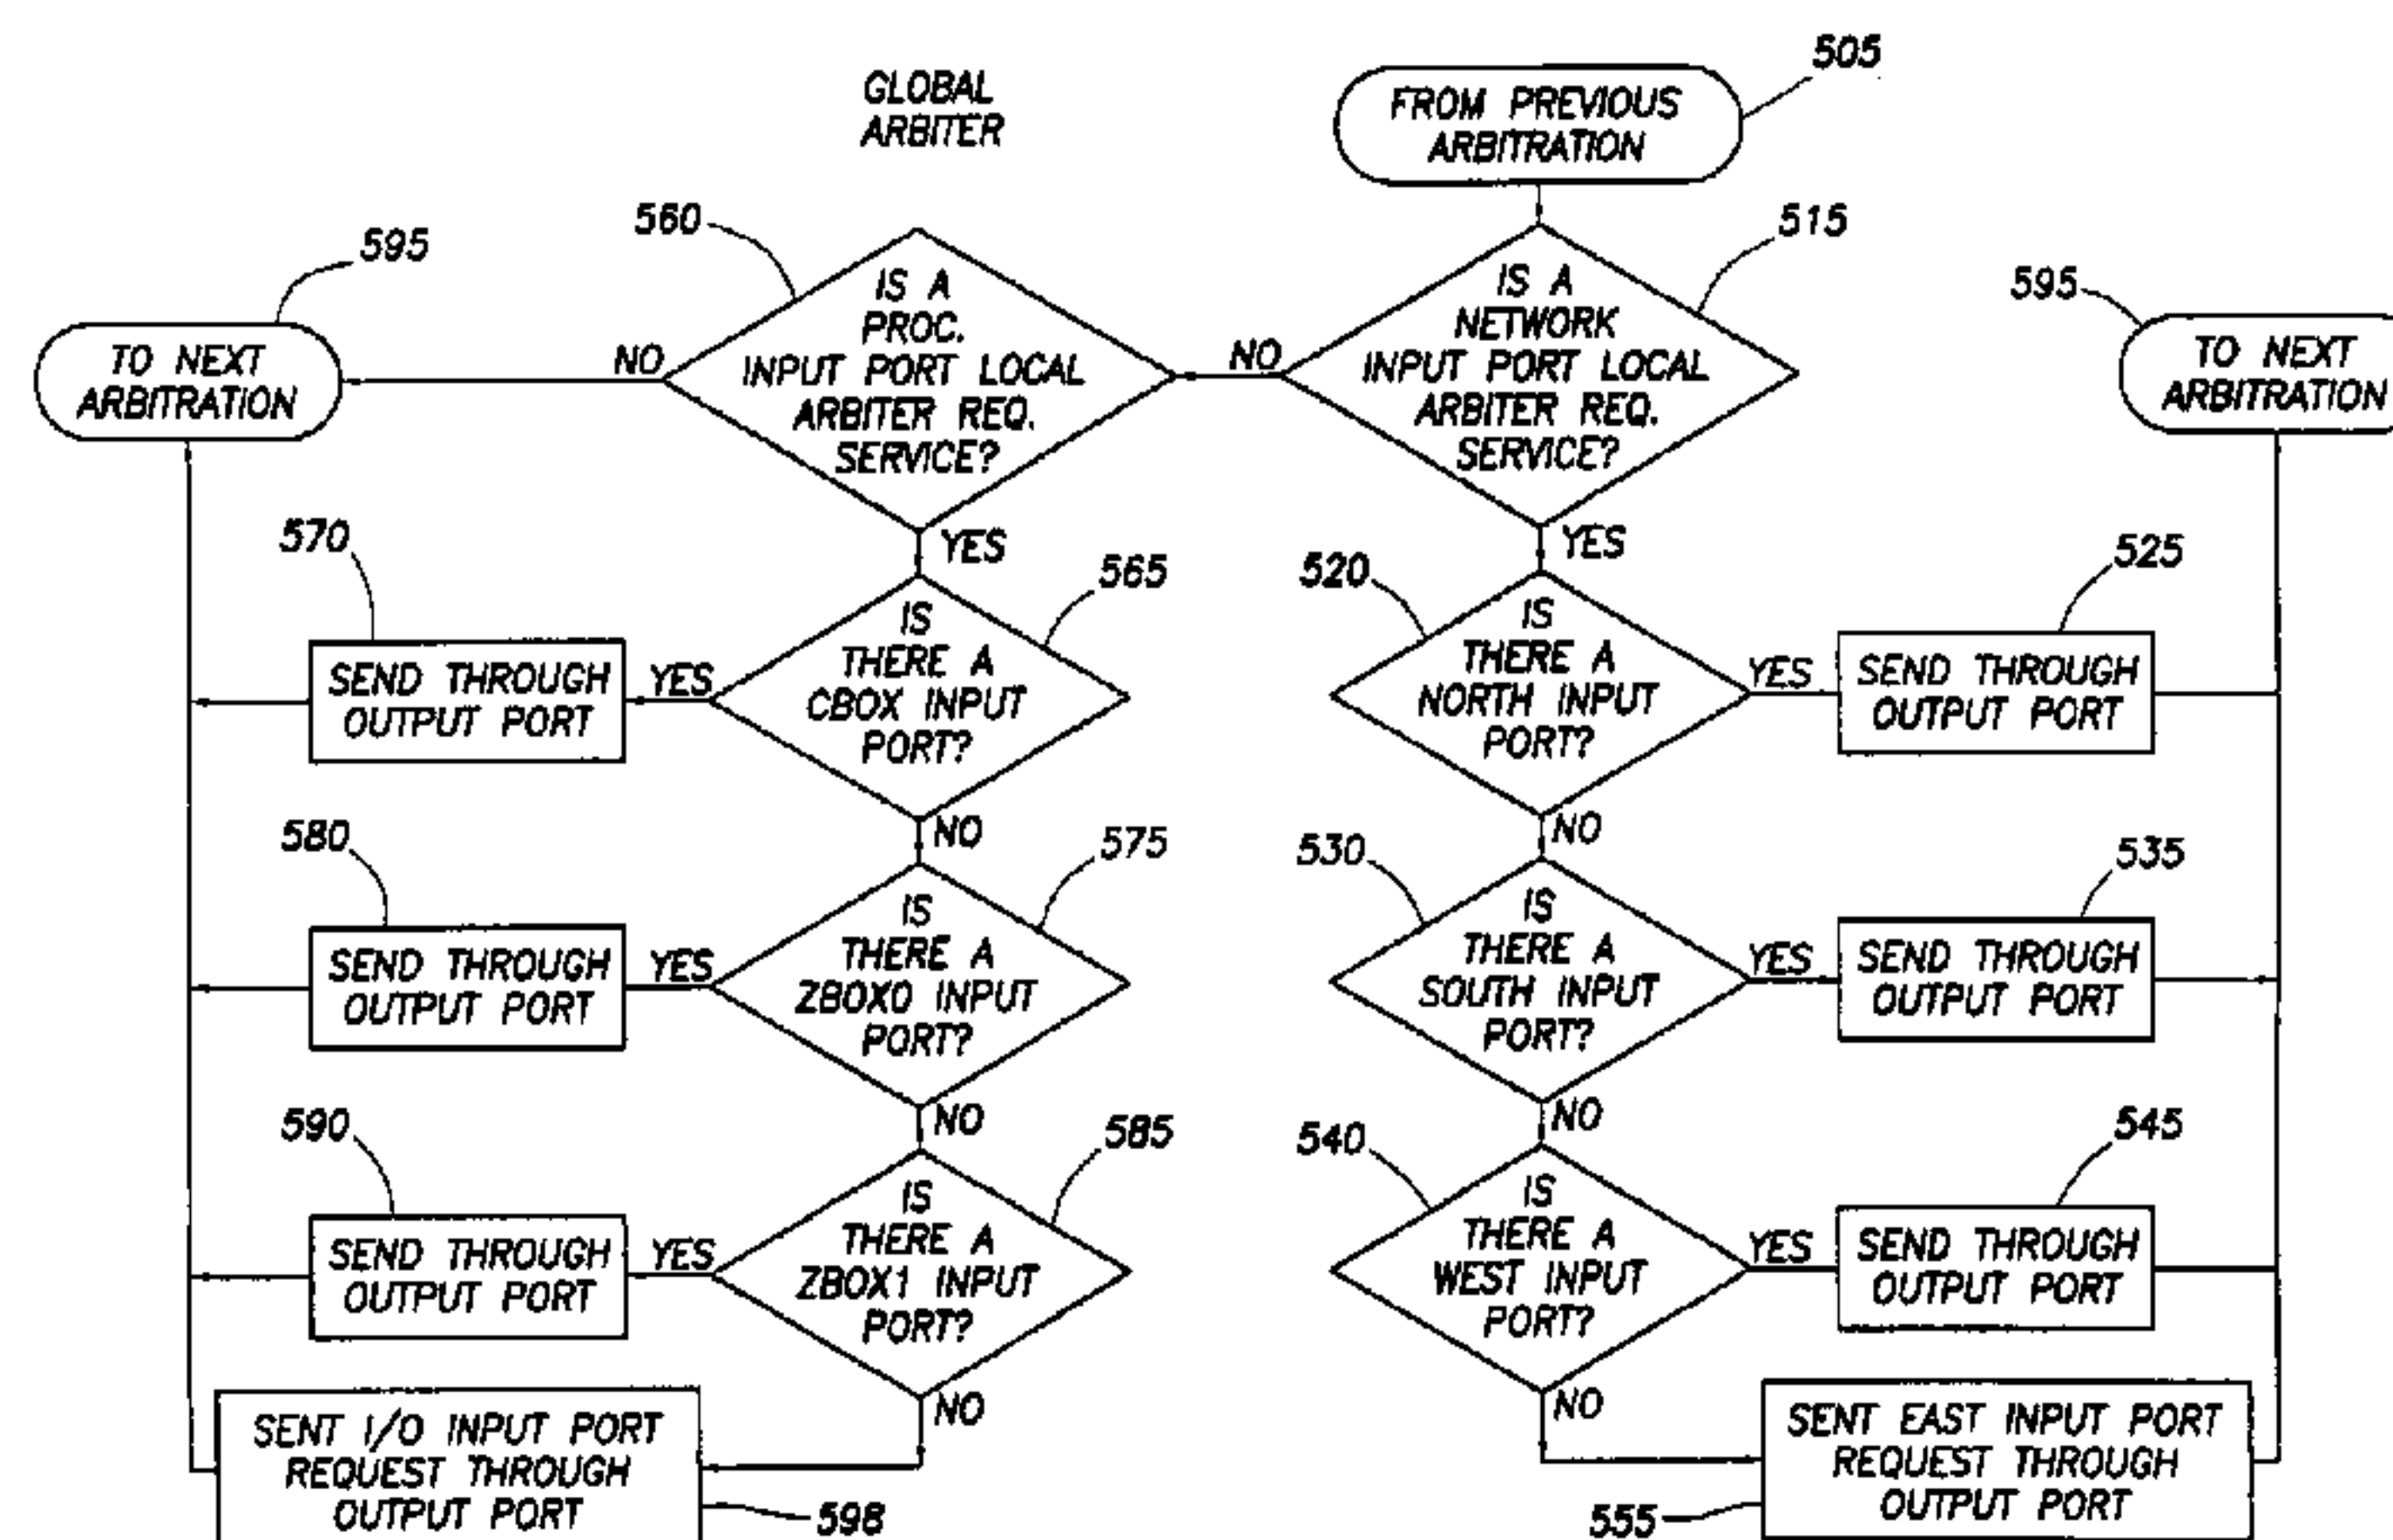 GLOBAL
ARBITER
505
FROM PREVIOUS
ARBITRATION
595
TO NEXT
ARBITRATION
560
IS A
PROC.
INPUT PORT LOCAL
ARBITER REQ.
SERVICE?
NO
YES
515
IS A
NETWORK
INPUT PORT LOCAL
ARBITER REQ.
SERVICE?
NO
YES
595
TO NEXT
ARBITRATION
570
SEND THROUGH
OUTPUT PORT
YES
565
IS
THERE A
CBOX INPUT
PORT?
NO
520
IS
THERE A
NORTH INPUT
PORT?
YES
NO
525
SEND THROUGH
OUTPUT PORT
580
SEND THROUGH
OUTPUT PORT
YES
575
IS
THERE A
ZBOX0 INPUT
PORT?
NO
530
IS
THERE A
SOUTH INPUT
PORT?
YES
NO
535
SEND THROUGH
OUTPUT PORT
590
SEND THROUGH
OUTPUT PORT
YES
585
IS
THERE A
ZBOX1 INPUT
PORT?
NO
540
IS
THERE A
WEST INPUT
PORT?
YES
NO
545
SEND THROUGH
OUTPUT PORT
SENT I/O INPUT PORT
REQUEST THROUGH
OUTPUT PORT
598
555
SENT EAST INPUT PORT
REQUEST THROUGH
OUTPUT PORT